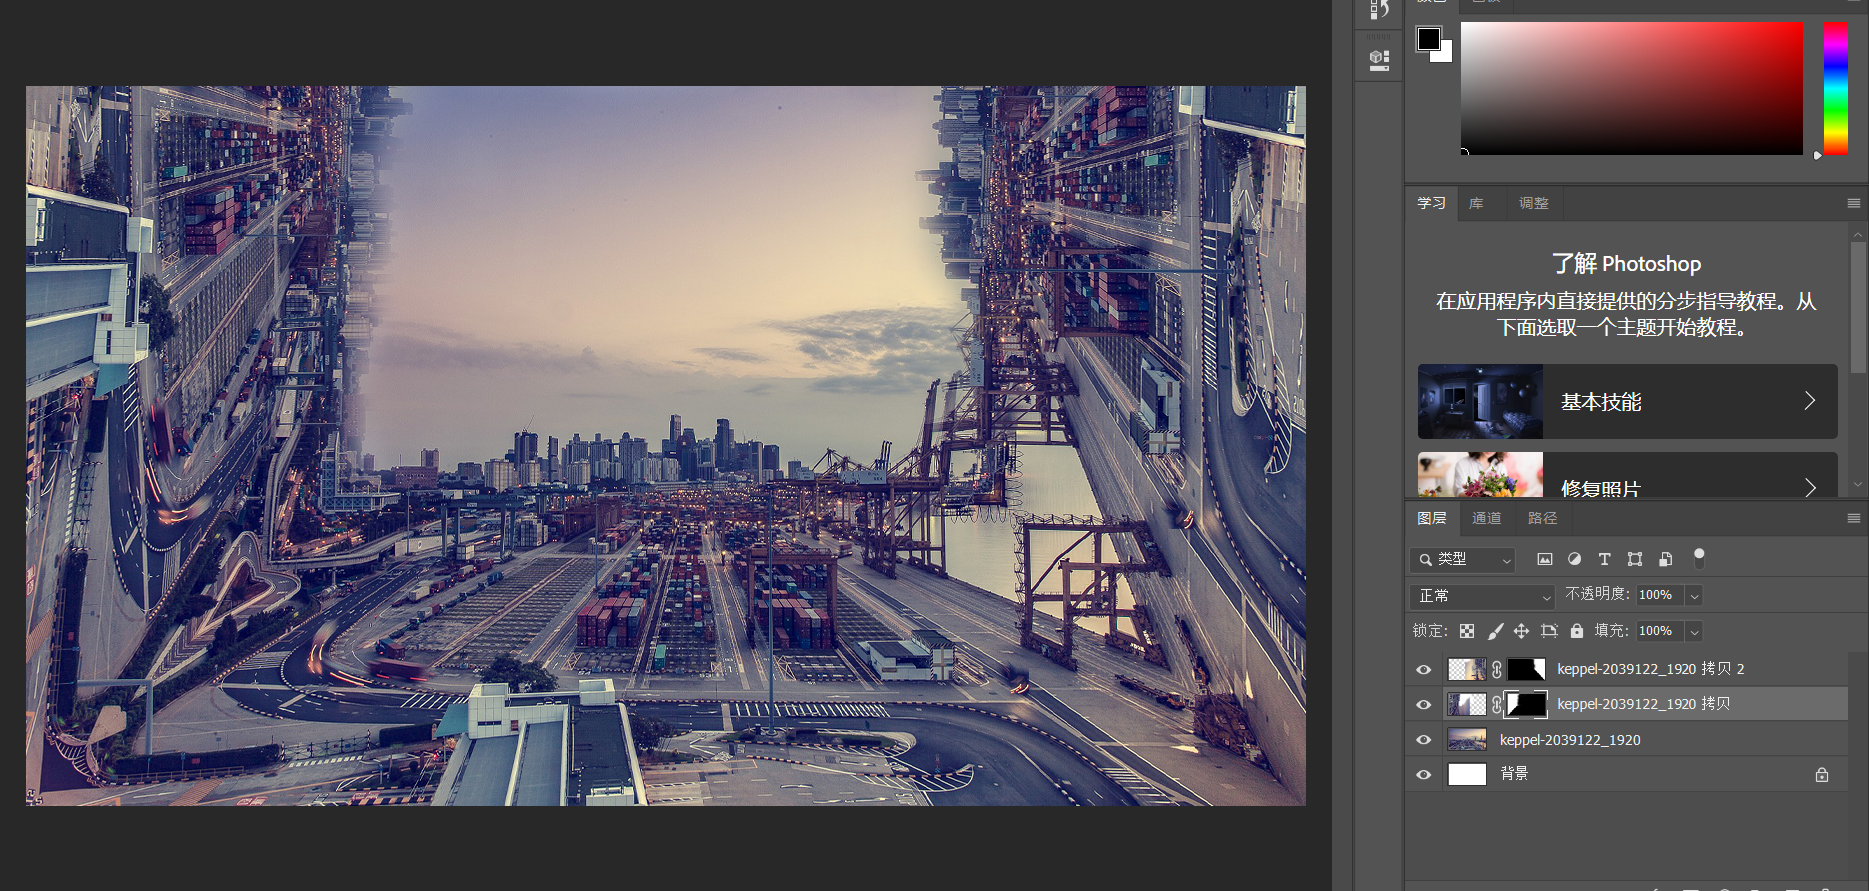 学习 库 调整
了解 Photoshop
在应用程序内直接提供的分步指导教程。从
下面选取一个主题开始教程。
基本技能
修复照片
图层 通道 路径
类型
正常 不透明度: 100%
锁定: 填充: 100%
keppel-2039122_1920 拷贝 2
keppel-2039122_1920 拷贝
keppel-2039122_1920
背景